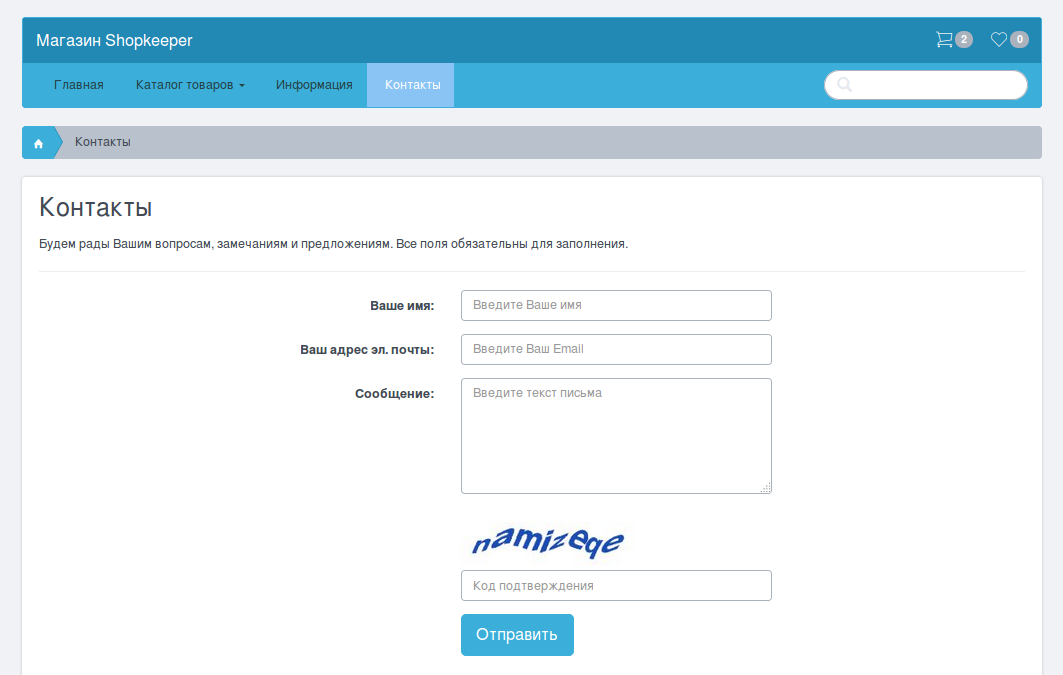 Магазин Shopkeeper
2
0
Главная
Каталог товаров
Информация
Контакты
Контакты
Контакты
Будем рады Вашим вопросам, замечаниям и предложениям. Все поля обязательны для заполнения.
Ваше имя:
Введите Ваше имя
Ваш адрес эл. почты:
Введите Ваш Email
Сообщение:
Введите текст письма
namizeqe
Код подтверждения
Отправить